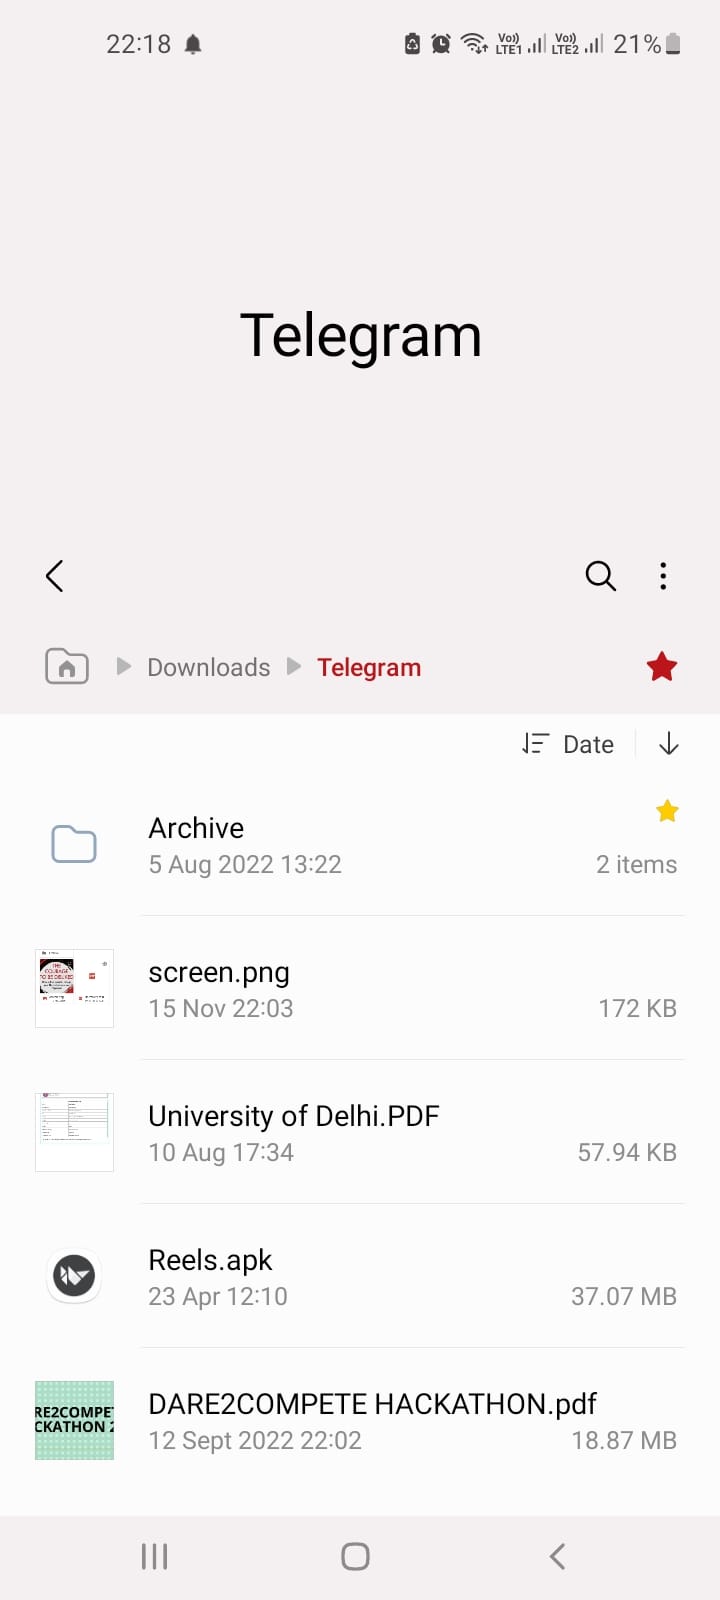 22:18 Vo)) LTE1 Vo)) LTE2 21%
Telegram
Downloads Telegram
Date
Archive
5 Aug 2022 13:22 2 items
screen.png
15 Nov 22:03 172 KB
University of Delhi.PDF
10 Aug 17:34 57.94 KB
Reels.apk
23 Apr 12:10 37.07 MB
RE2COMPE
CKATHON 2
DARE2COMPETE HACKATHON.pdf
12 Sept 2022 22:02 18.87 MB